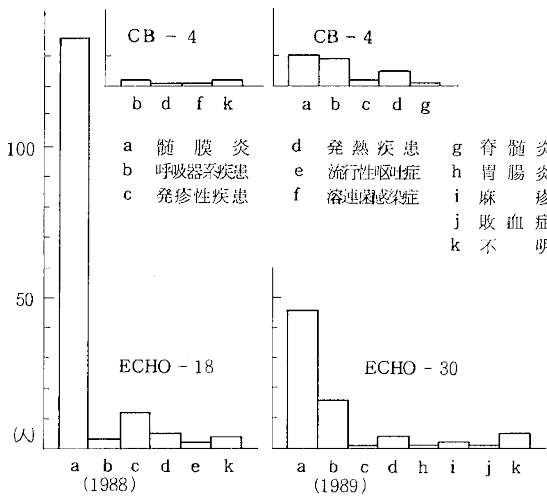 CB - 4
b d f k
CB - 4
a b c d g
a 髄膜炎
b 呼吸器系疾患
c 発疹性疾患
d 発熱疾患
e 流行性嘔吐症
f 溶連菌感染症
g 脊髄炎
h 胃腸炎
i 麻疹
j 敗血症
k 不明
100
50
(人)
ECHO - 18
a b c d e k
(1988)
ECHO - 30
a b c d h i j k
(1989)